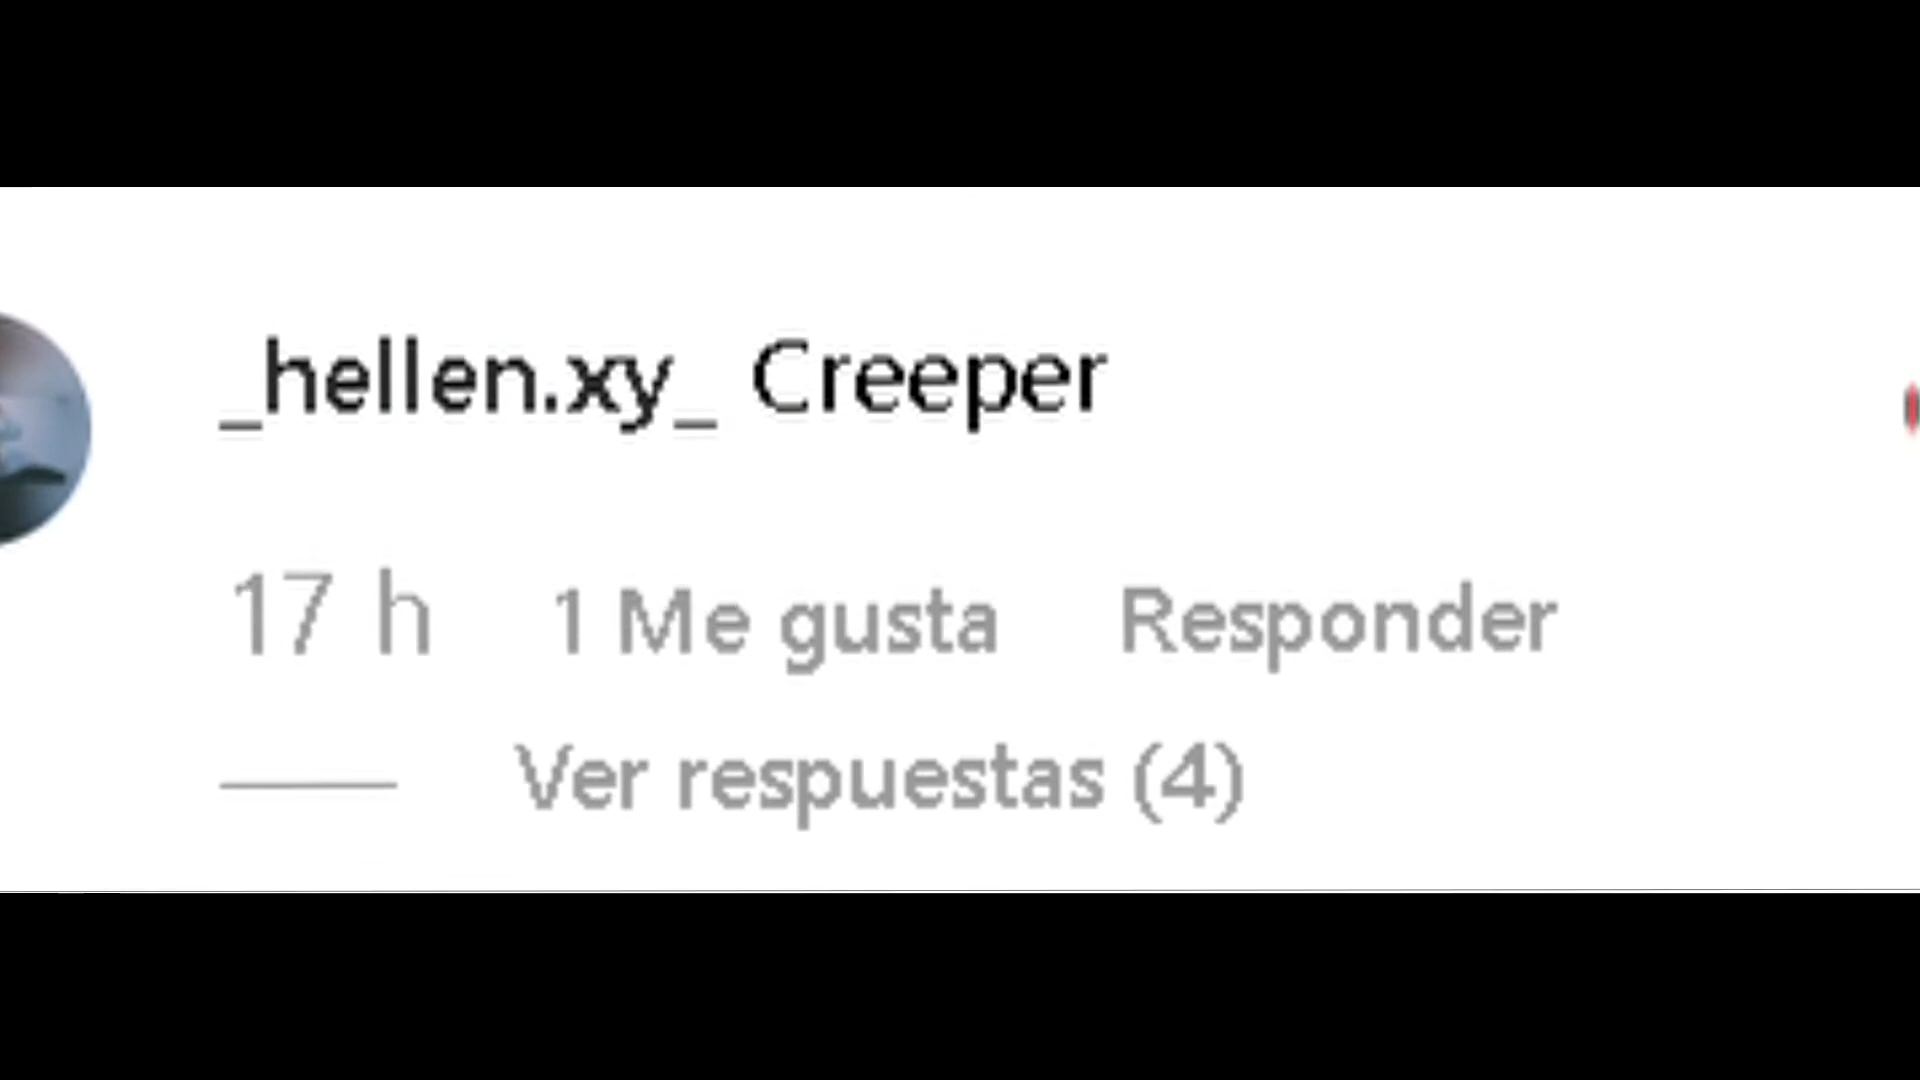 _hellen.xy_ Creeper
17 h 1 Me gusta Responder
Ver respuestas (4)